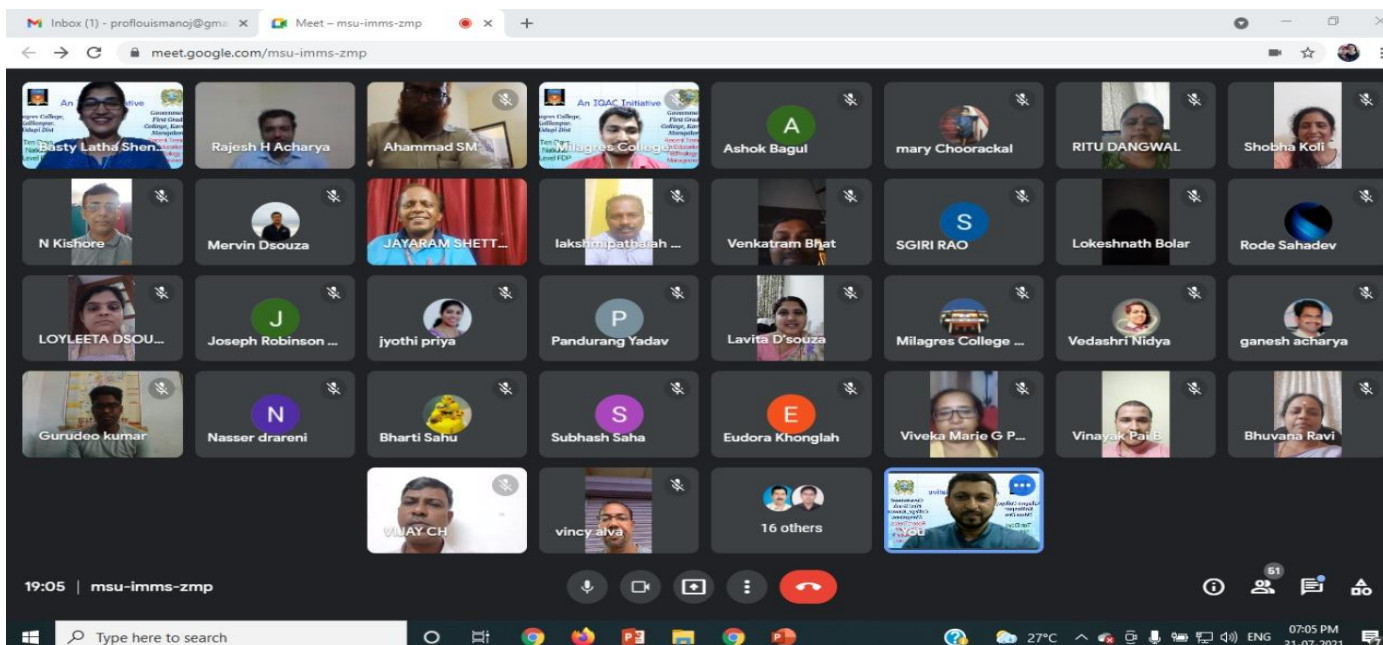 Inbox (1) - proflouismanoj@gma
Meet – msu-imms-zmp
meet.google.com/msu-imms-zmp
Basty Latha Shen...
Rajesh H Acharya
Ahammad SM
An IQAC Initiative
Milagres College
A
Ashok Bagul
mary Choorackal
RITU DANGWAL
Shobha Koli
N Kishore
Mervin Dsouza
JAYARAM SHETT...
lakshmipathaiah ...
Venkatram Bhat
S
SGIRI RAO
Lokeshnath Bolar
Rode Sahadev
LOYLEETA DSOU...
J
Joseph Robinson ...
jyothi priya
P
Pandurang Yadav
Lavita D'souza
Milagres College ...
Vedashri Nidya
ganesh acharya
Gurudeo kumar
N
Nasser drareni
Bharti Sahu
S
Subhash Saha
E
Eudora Khonglah
Viveka Marie G P...
Vinayak Pai B
Bhuvana Ravi
VIJAY CH
vincy alva
16 others
You
19:05 | msu-imms-zmp
51
Type here to search
27°C
ENG
07:05 PM
21-07-2021